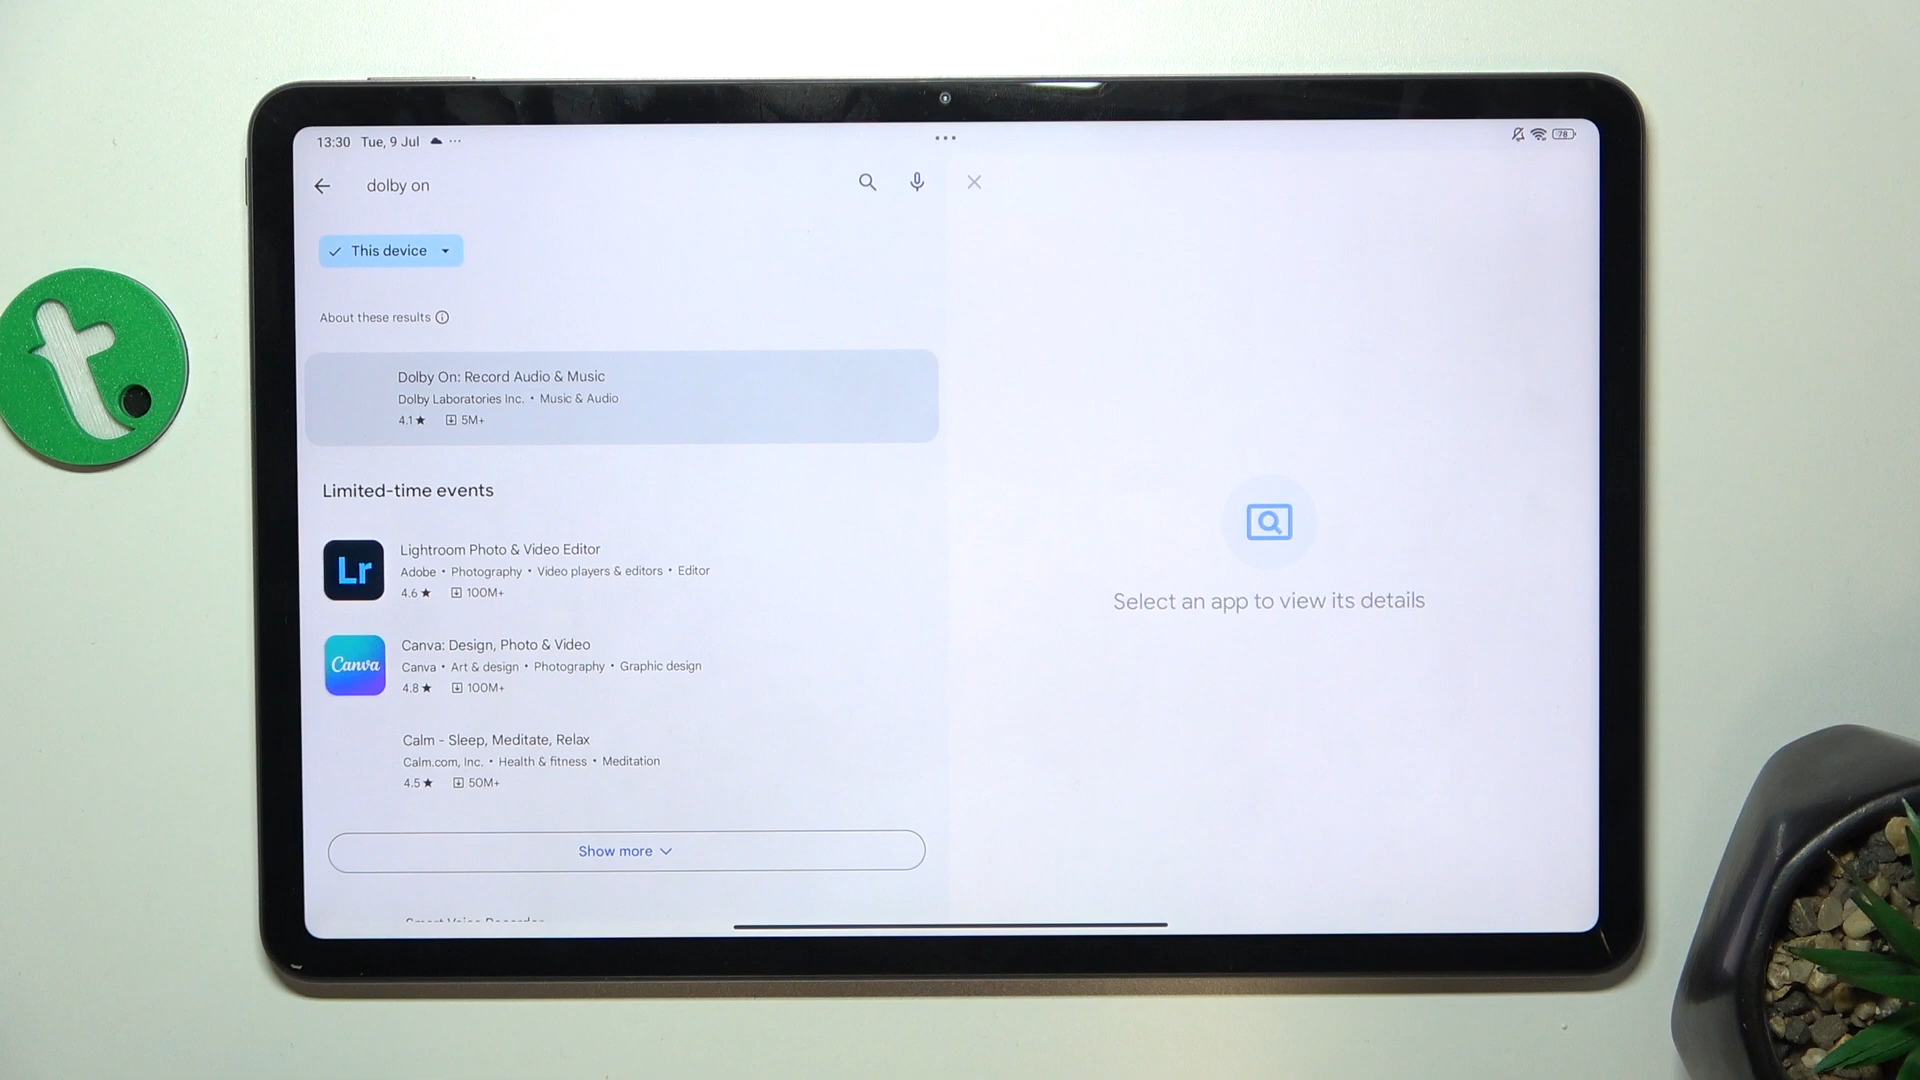 13:30 Tue, 9 Jul
78
dolby on
This device
About these results
Dolby On: Record Audio & Music
Dolby Laboratories Inc. • Music & Audio
4.1★ 5M+
Limited-time events
Lr
Lightroom Photo & Video Editor
Adobe • Photography • Video players & editors • Editor
4.6★ 100M+
Canva
Canva: Design, Photo & Video
Canva • Art & design • Photography • Graphic design
4.8★ 100M+
Calm - Sleep, Meditate, Relax
Calm.com, Inc. • Health & fitness • Meditation
4.5★ 50M+
Show more
Smart Voice Recorder
Select an app to view its details
t